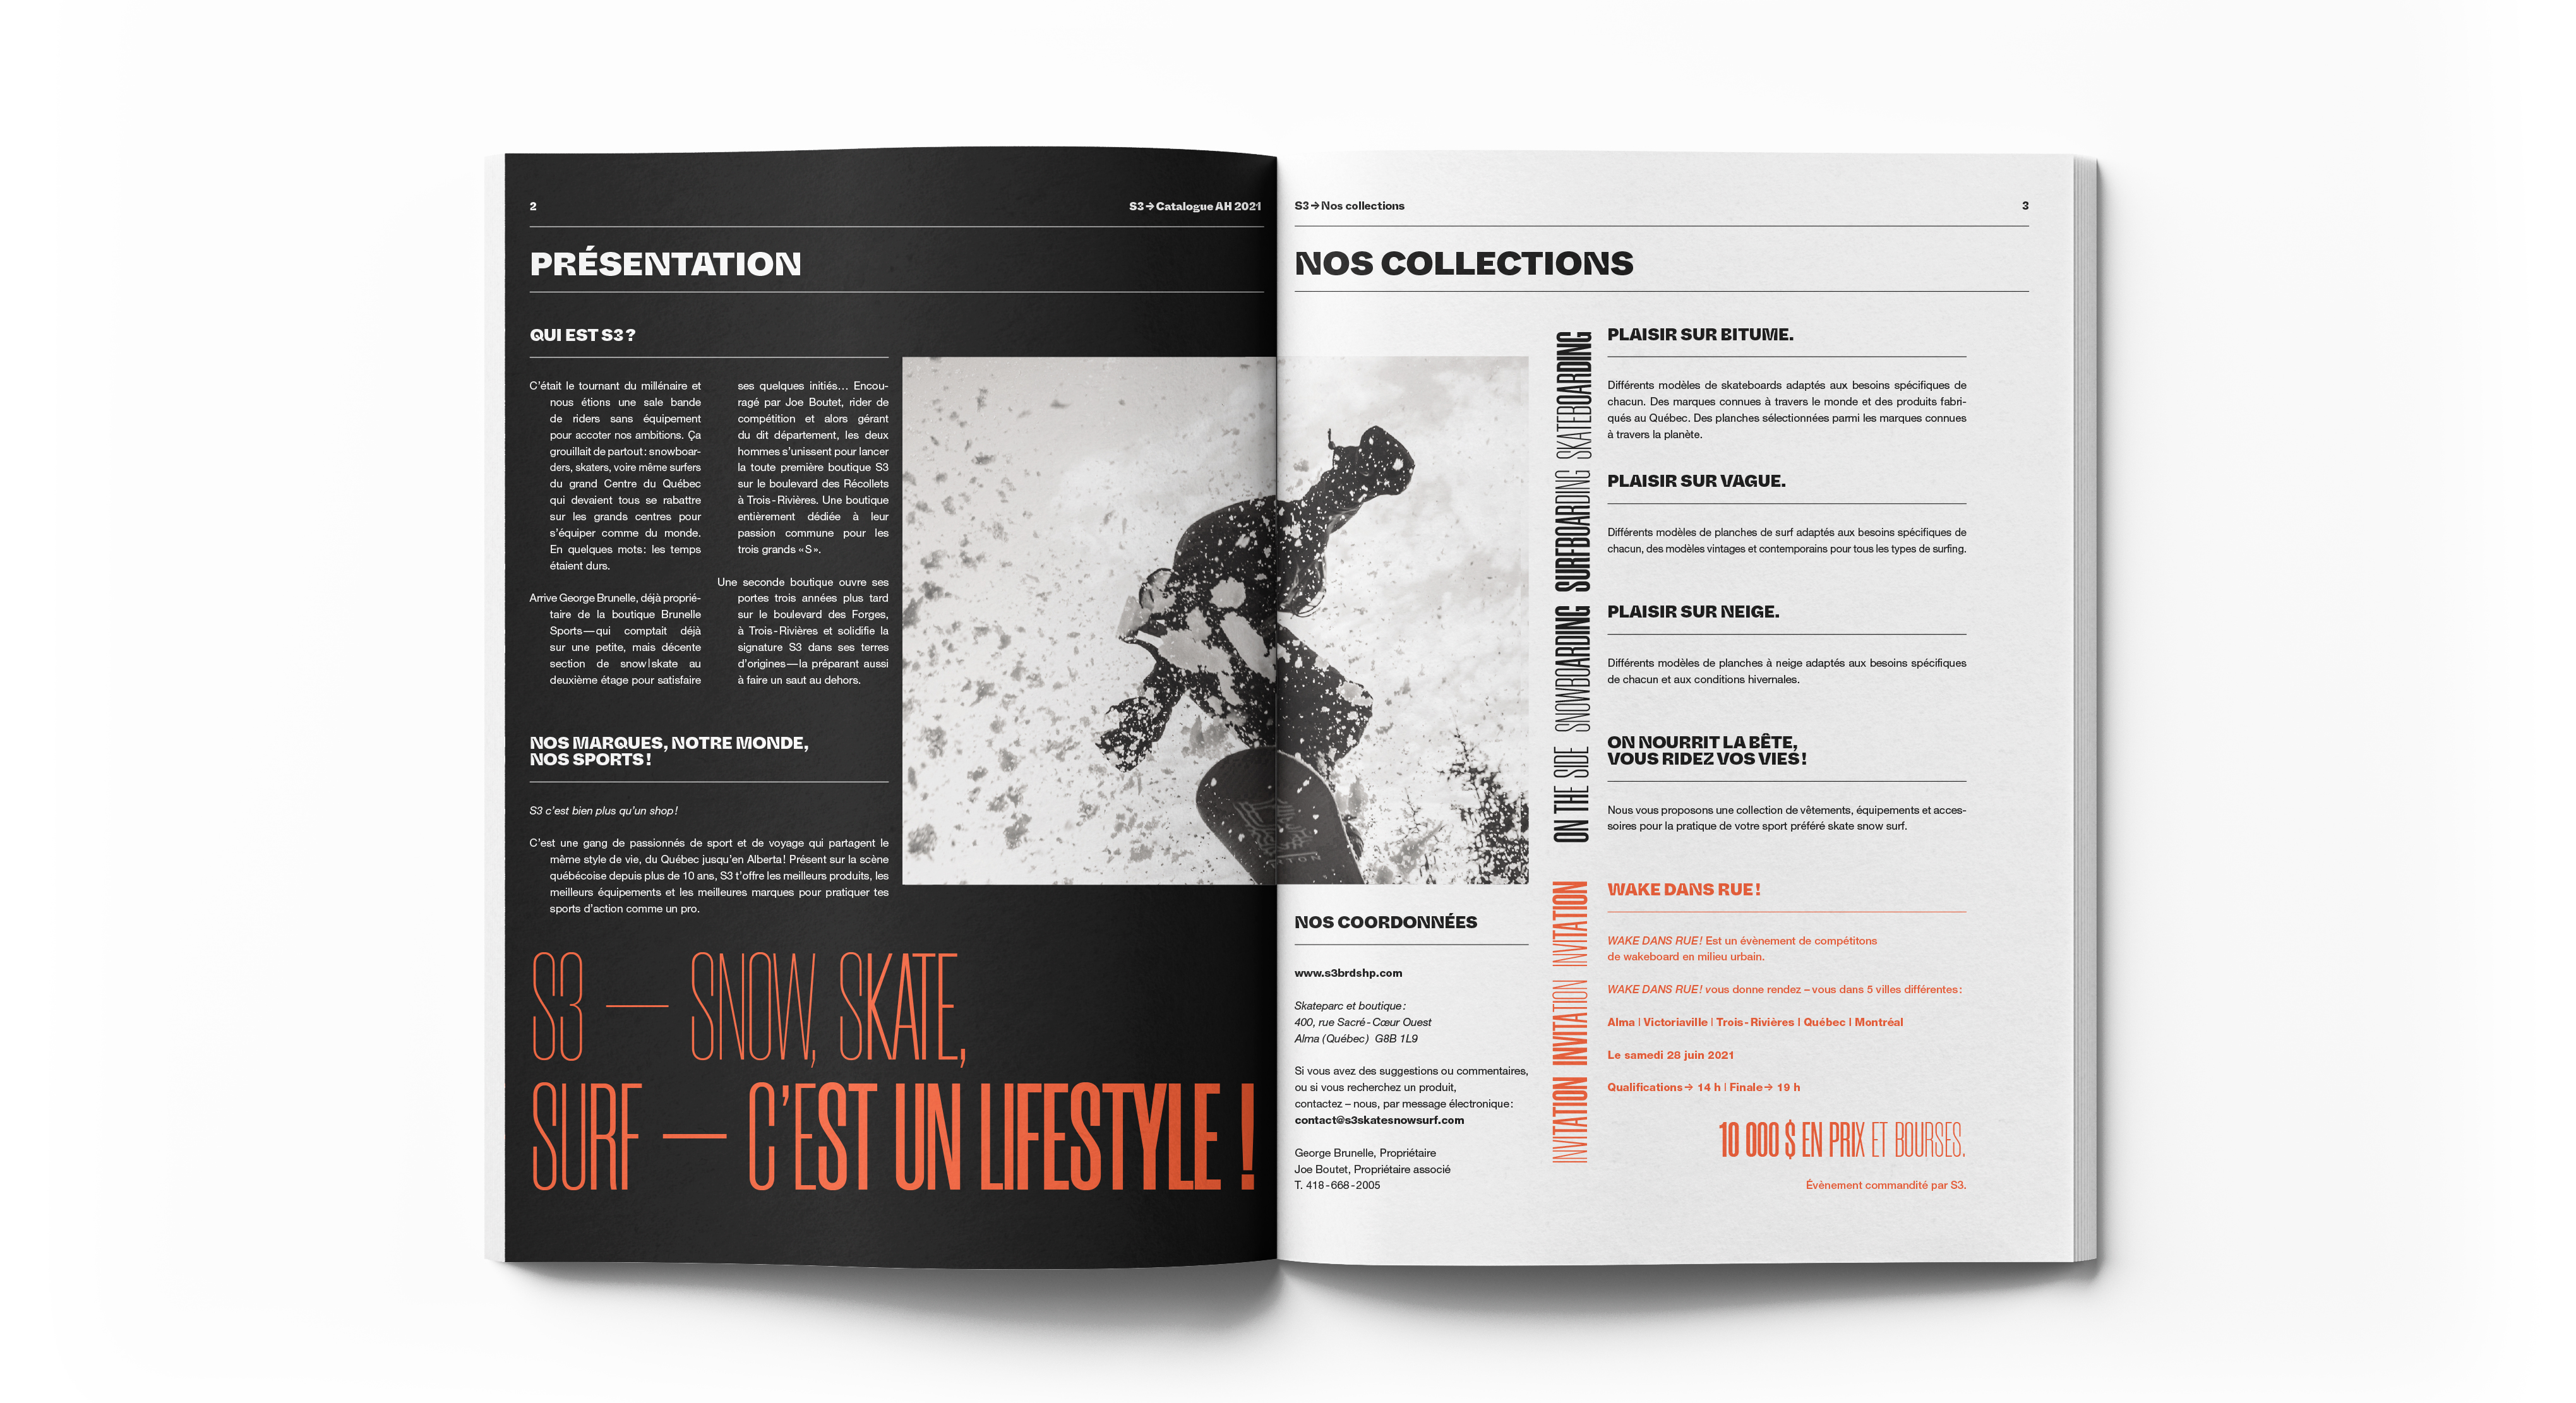 2
S3→Catalogue AH 2021
PRÉSENTATION
QUI EST S3 ?
C'était le tournant du millénaire et
nous étions une sale bande
de riders sans équipement
pour accoter nos ambitions. Ça
grouillait de partout : snowboar-
ders, skaters, voire même surfers
du grand Centre du Québec
qui devaient tous se rabattre
sur les grands centres pour
s'équiper comme du monde.
En quelques mots : les temps
étaient durs.
Arrive George Brunelle, déjà proprié-
taire de la boutique Brunelle
Sports — qui comptait déjà
sur une petite, mais décente
section de snow|skate au
deuxième étage pour satisfaire
ses quelques initiés… Encou-
ragé par Joe Boutet, rider de
compétition et alors gérant
du dit département, les deux
hommes s'unissent pour lancer
la toute première boutique S3
sur le boulevard des Récollets
à Trois-Rivières. Une boutique
entièrement dédiée à leur
passion commune pour les
trois grands « S ».
Une seconde boutique ouvre ses
portes trois années plus tard
sur le boulevard des Forges,
à Trois-Rivières et solidifie la
signature S3 dans ses terres
d'origines — la préparant aussi
à faire un saut au dehors.
NOS MARQUES, NOTRE MONDE,
NOS SPORTS !
S3 c'est bien plus qu'un shop !
C'est une gang de passionnés de sport et de voyage qui partagent le
même style de vie, du Québec jusqu'en Alberta ! Présent sur la scène
québécoise depuis plus de 10 ans, S3 t'offre les meilleurs produits, les
meilleurs équipements et les meilleures marques pour pratiquer tes
sports d'action comme un pro.
S3 — SNOW, SKATE,
SURF — C'EST UN LIFESTYLE !
S3→Nos collections
3
NOS COLLECTIONS
NOS COORDONNÉES
www.s3brdshp.com
Skateparc et boutique :
400, rue Sacré-Cœur Ouest
Alma (Québec) G8B 1L9
Si vous avez des suggestions ou commentaires,
ou si vous recherchez un produit,
contactez – nous, par message électronique :
contact@s3skatesnowsurf.com
George Brunelle, Propriétaire
Joe Boutet, Propriétaire associé
T. 418-668-2005
ON THE SIDE SNOWBOARDING SURFBOARDING SKATEBOARDING
INVITATION INVITATION INVITATION
PLAISIR SUR BITUME.
Différents modèles de skateboards adaptés aux besoins spécifiques de
chacun. Des marques connues à travers le monde et des produits fabri-
qués au Québec. Des planches sélectionnées parmi les marques connues
à travers la planète.
PLAISIR SUR VAGUE.
Différents modèles de planches de surf adaptés aux besoins spécifiques de
chacun, des modèles vintages et contemporains pour tous les types de surfing.
PLAISIR SUR NEIGE.
Différents modèles de planches à neige adaptés aux besoins spécifiques
de chacun et aux conditions hivernales.
ON NOURRIT LA BÊTE,
VOUS RIDEZ VOS VIES !
Nous vous proposons une collection de vêtements, équipements et acces-
soires pour la pratique de votre sport préféré skate snow surf.
WAKE DANS RUE !
WAKE DANS RUE ! Est un évènement de compétitons
de wakeboard en milieu urbain.
WAKE DANS RUE ! vous donne rendez – vous dans 5 villes différentes :
Alma | Victoriaville | Trois-Rivières | Québec | Montréal
Le samedi 28 juin 2021
Qualifications→ 14 h | Finale→ 19 h
10 000 $ EN PRIX ET BOURSES.
Évènement commandité par S3.